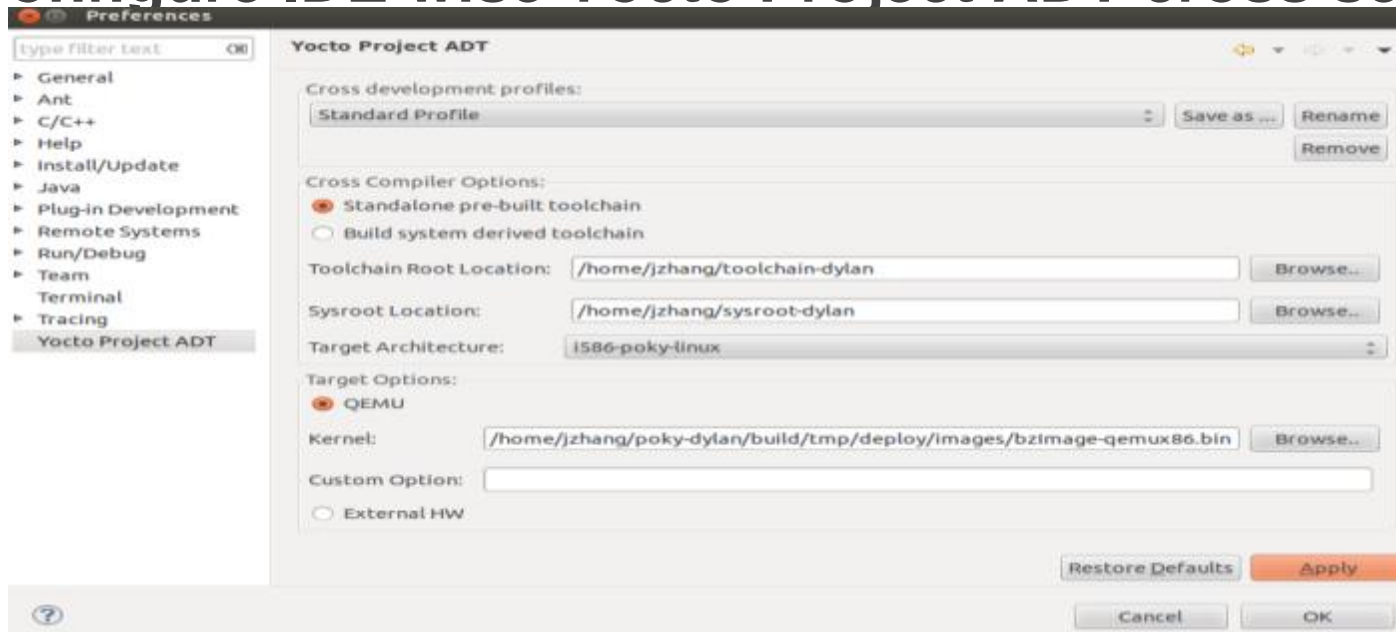 Preferences
type filter text
General
Ant
C/C++
Help
Install/Update
Java
Plug-in Development
Remote Systems
Run/Debug
Team
Terminal
Tracing
Yocto Project ADT
Yocto Project ADT
Cross development profiles:
Standard Profile
Save as ...
Rename
Remove
Cross Compiler Options:
Standalone pre-built toolchain
Build system derived toolchain
Toolchain Root Location: /home/jzhang/toolchain-dylan Browse..
Sysroot Location: /home/jzhang/sysroot-dylan Browse..
Target Architecture: i586-poky-linux
Target Options:
QEMU
Kernel: /home/jzhang/poky-dylan/build/tmp/deploy/images/bzImage-qemux86.bin Browse..
Custom Option:
External HW
Restore Defaults Apply
Cancel OK